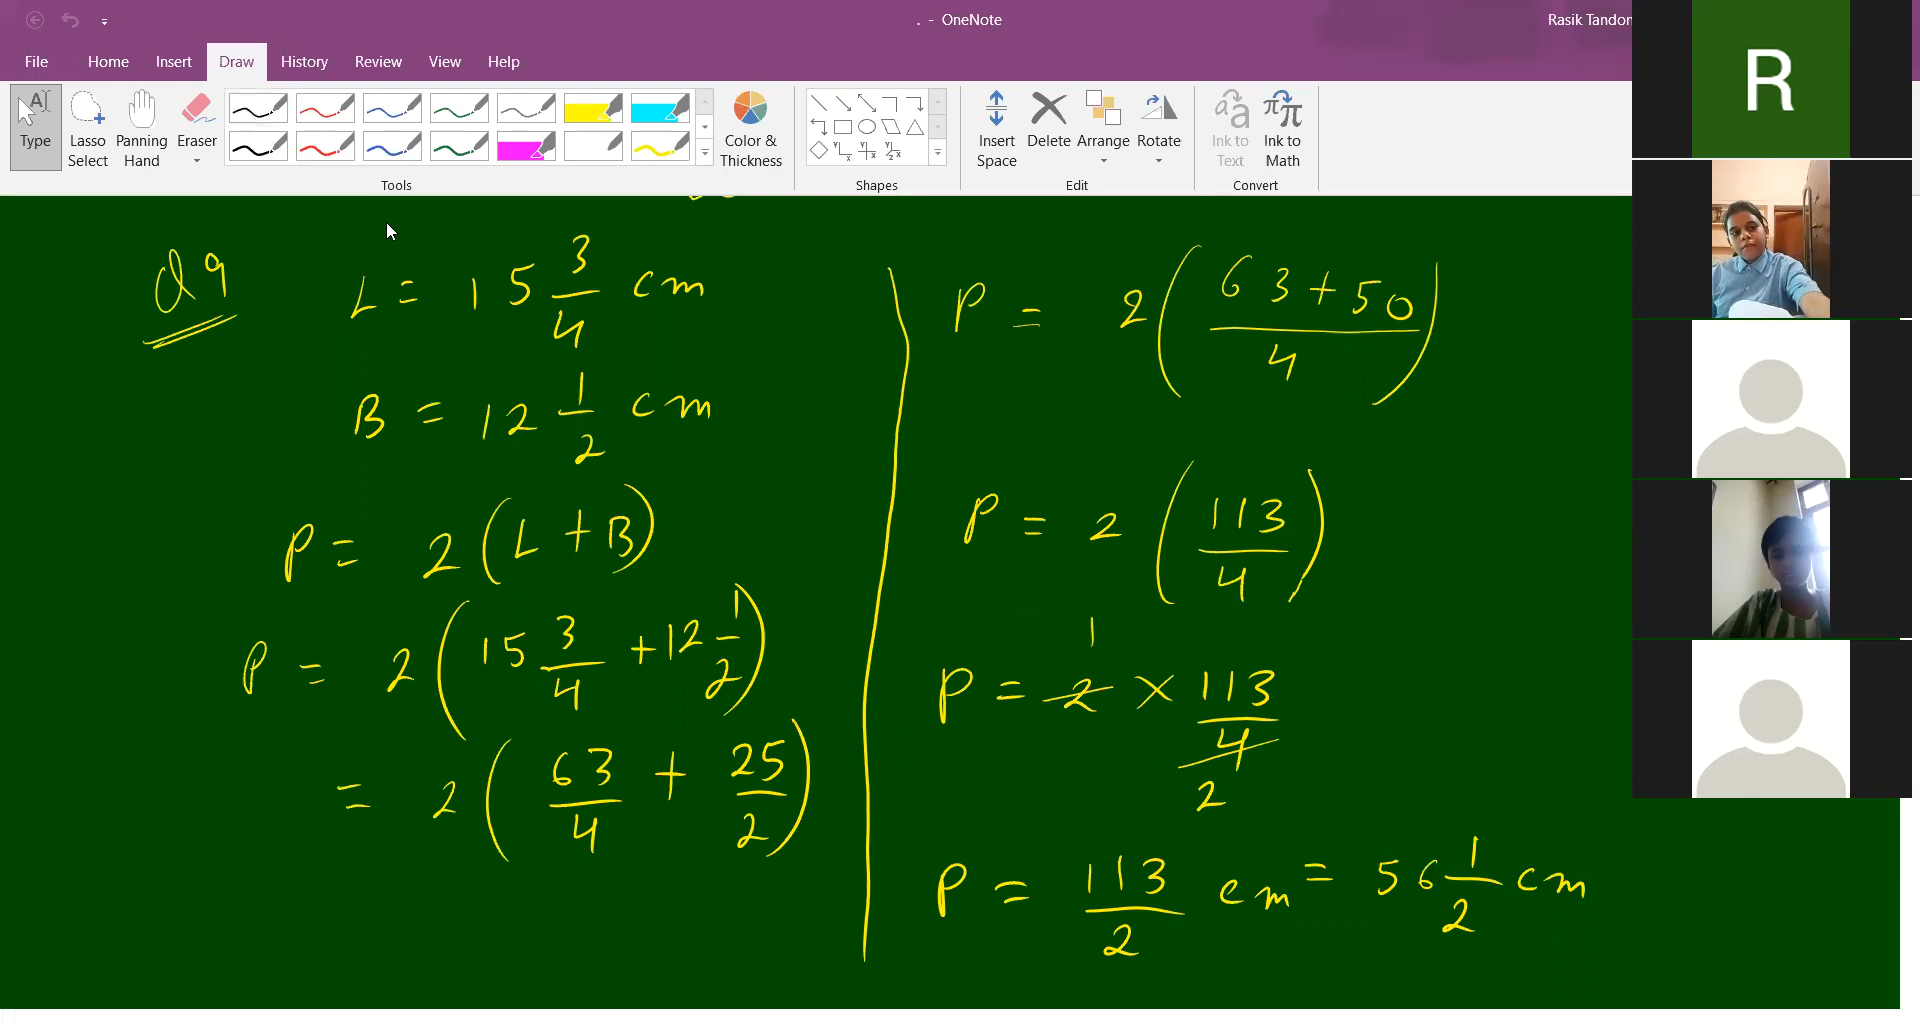 . - OneNote
Rasik Tandon
R
File Home Insert Draw History Review View Help
Type
Lasso Select
Panning Hand
Eraser
Color & Thickness
Insert Space
Delete
Arrange
Rotate
Ink to Text
Ink to Math
Tools
Shapes
Edit
Convert
Q9
L = 15 3/4 cm
B = 12 1/2 cm
P = 2 (L + B)
P = 2 (15 3/4 + 12 1/2)
= 2 (63/4 + 25/2)
P = 2 ((63 + 50)/4)
P = 2 (113/4)
1
P = 2 × 113/4
2
P = 113/2 cm = 56 1/2 cm